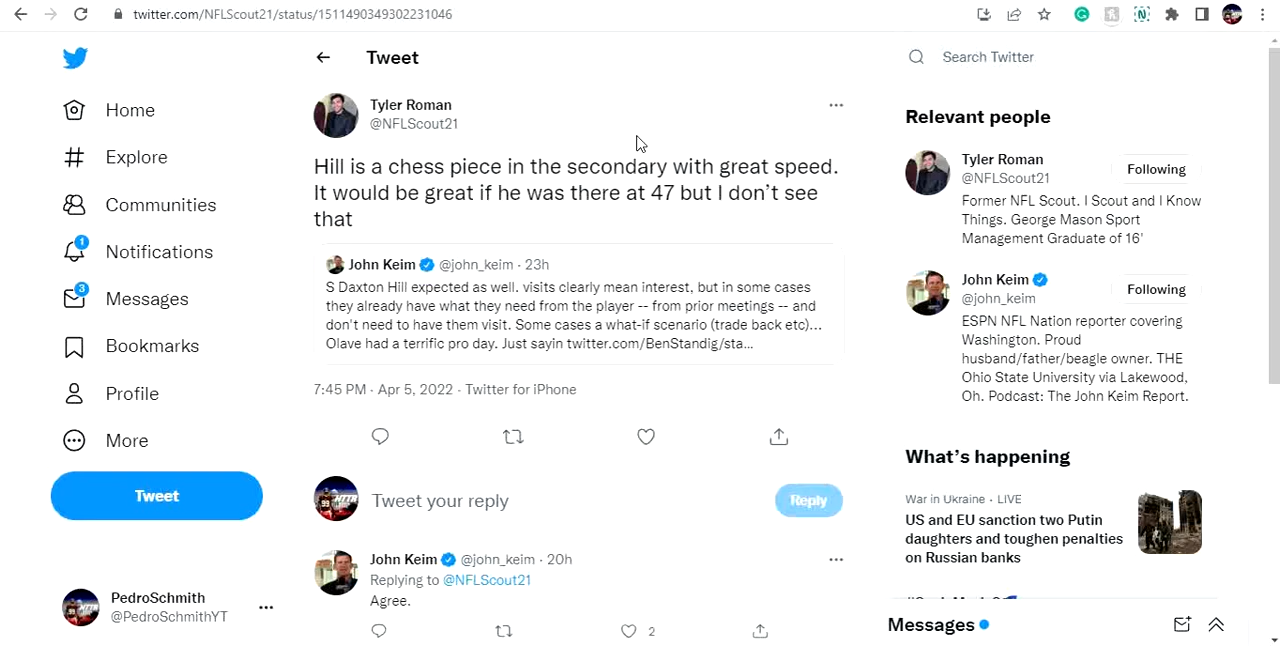 twitter.com/NFLScout21/status/1511490349302231046
Home
Explore
Communities
1
Notifications
3
Messages
Bookmarks
Profile
More
Tweet
PedroSchmith
@PedroSchmithYT
Tweet
Tyler Roman
@NFLScout21
Hill is a chess piece in the secondary with great speed.
It would be great if he was there at 47 but I don’t see
that
John Keim @john_keim · 23h
S Daxton Hill expected as well. visits clearly mean interest, but in some cases
they already have what they need from the player -- from prior meetings -- and
don't need to have them visit. Some cases a what-if scenario (trade back etc)...
Olave had a terrific pro day. Just sayin twitter.com/BenStandig/sta...
7:45 PM · Apr 5, 2022 · Twitter for iPhone
Tweet your reply
Reply
John Keim @john_keim · 20h
Replying to @NFLScout21
Agree.
2
Search Twitter
Relevant people
Tyler Roman
@NFLScout21
Following
Former NFL Scout. I Scout and I Know
Things. George Mason Sport
Management Graduate of 16'
John Keim
@john_keim
Following
ESPN NFL Nation reporter covering
Washington. Proud
husband/father/beagle owner. THE
Ohio State University via Lakewood,
Oh. Podcast: The John Keim Report.
What’s happening
War in Ukraine · LIVE
US and EU sanction two Putin
daughters and toughen penalties
on Russian banks
Messages